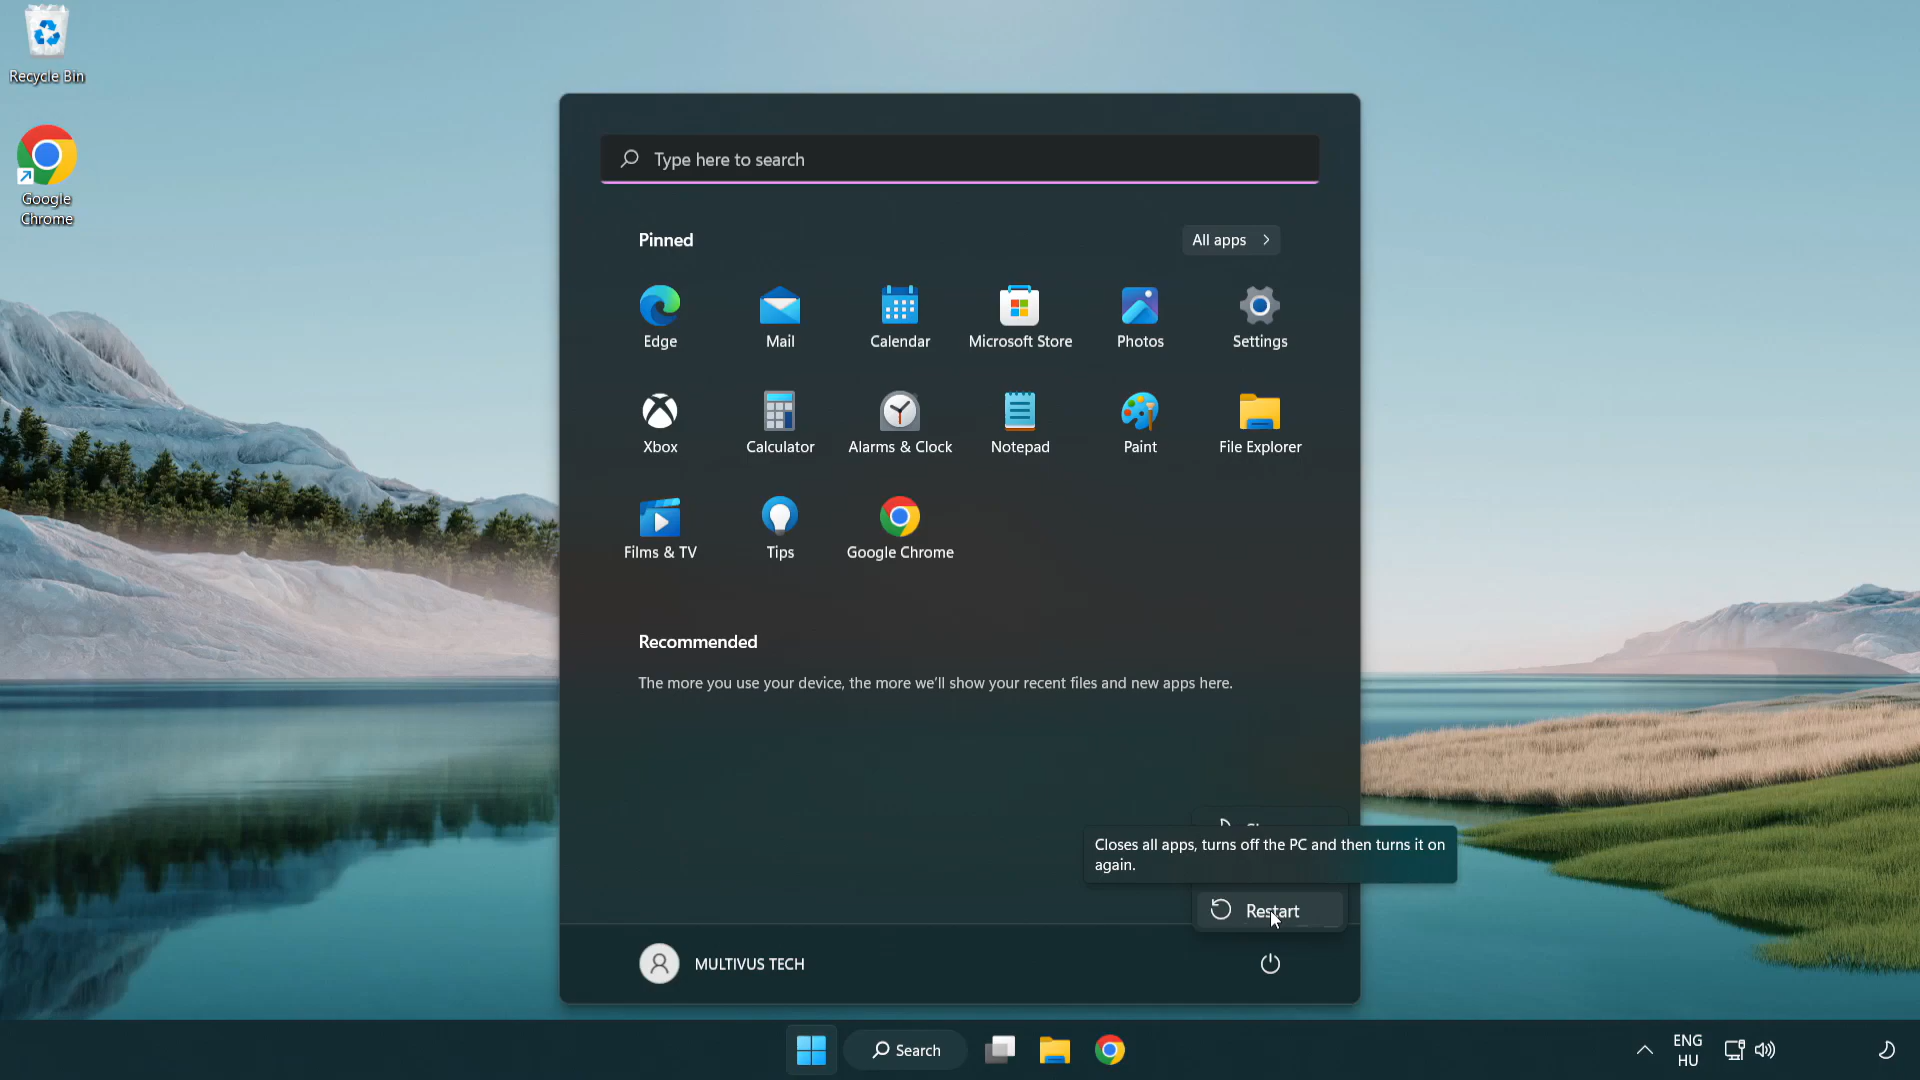 Recycle Bin
Google
Chrome
Type here to search
Pinned
All apps
Edge
Mail
Calendar
Microsoft Store
Photos
Settings
Xbox
Calculator
Alarms & Clock
Notepad
Paint
File Explorer
Films & TV
Tips
Google Chrome
Recommended
The more you use your device, the more we'll show your recent files and new apps here.
Closes all apps, turns off the PC and then turns it on
again.
Restart
MULTIVUS TECH
Search
ENG
HU